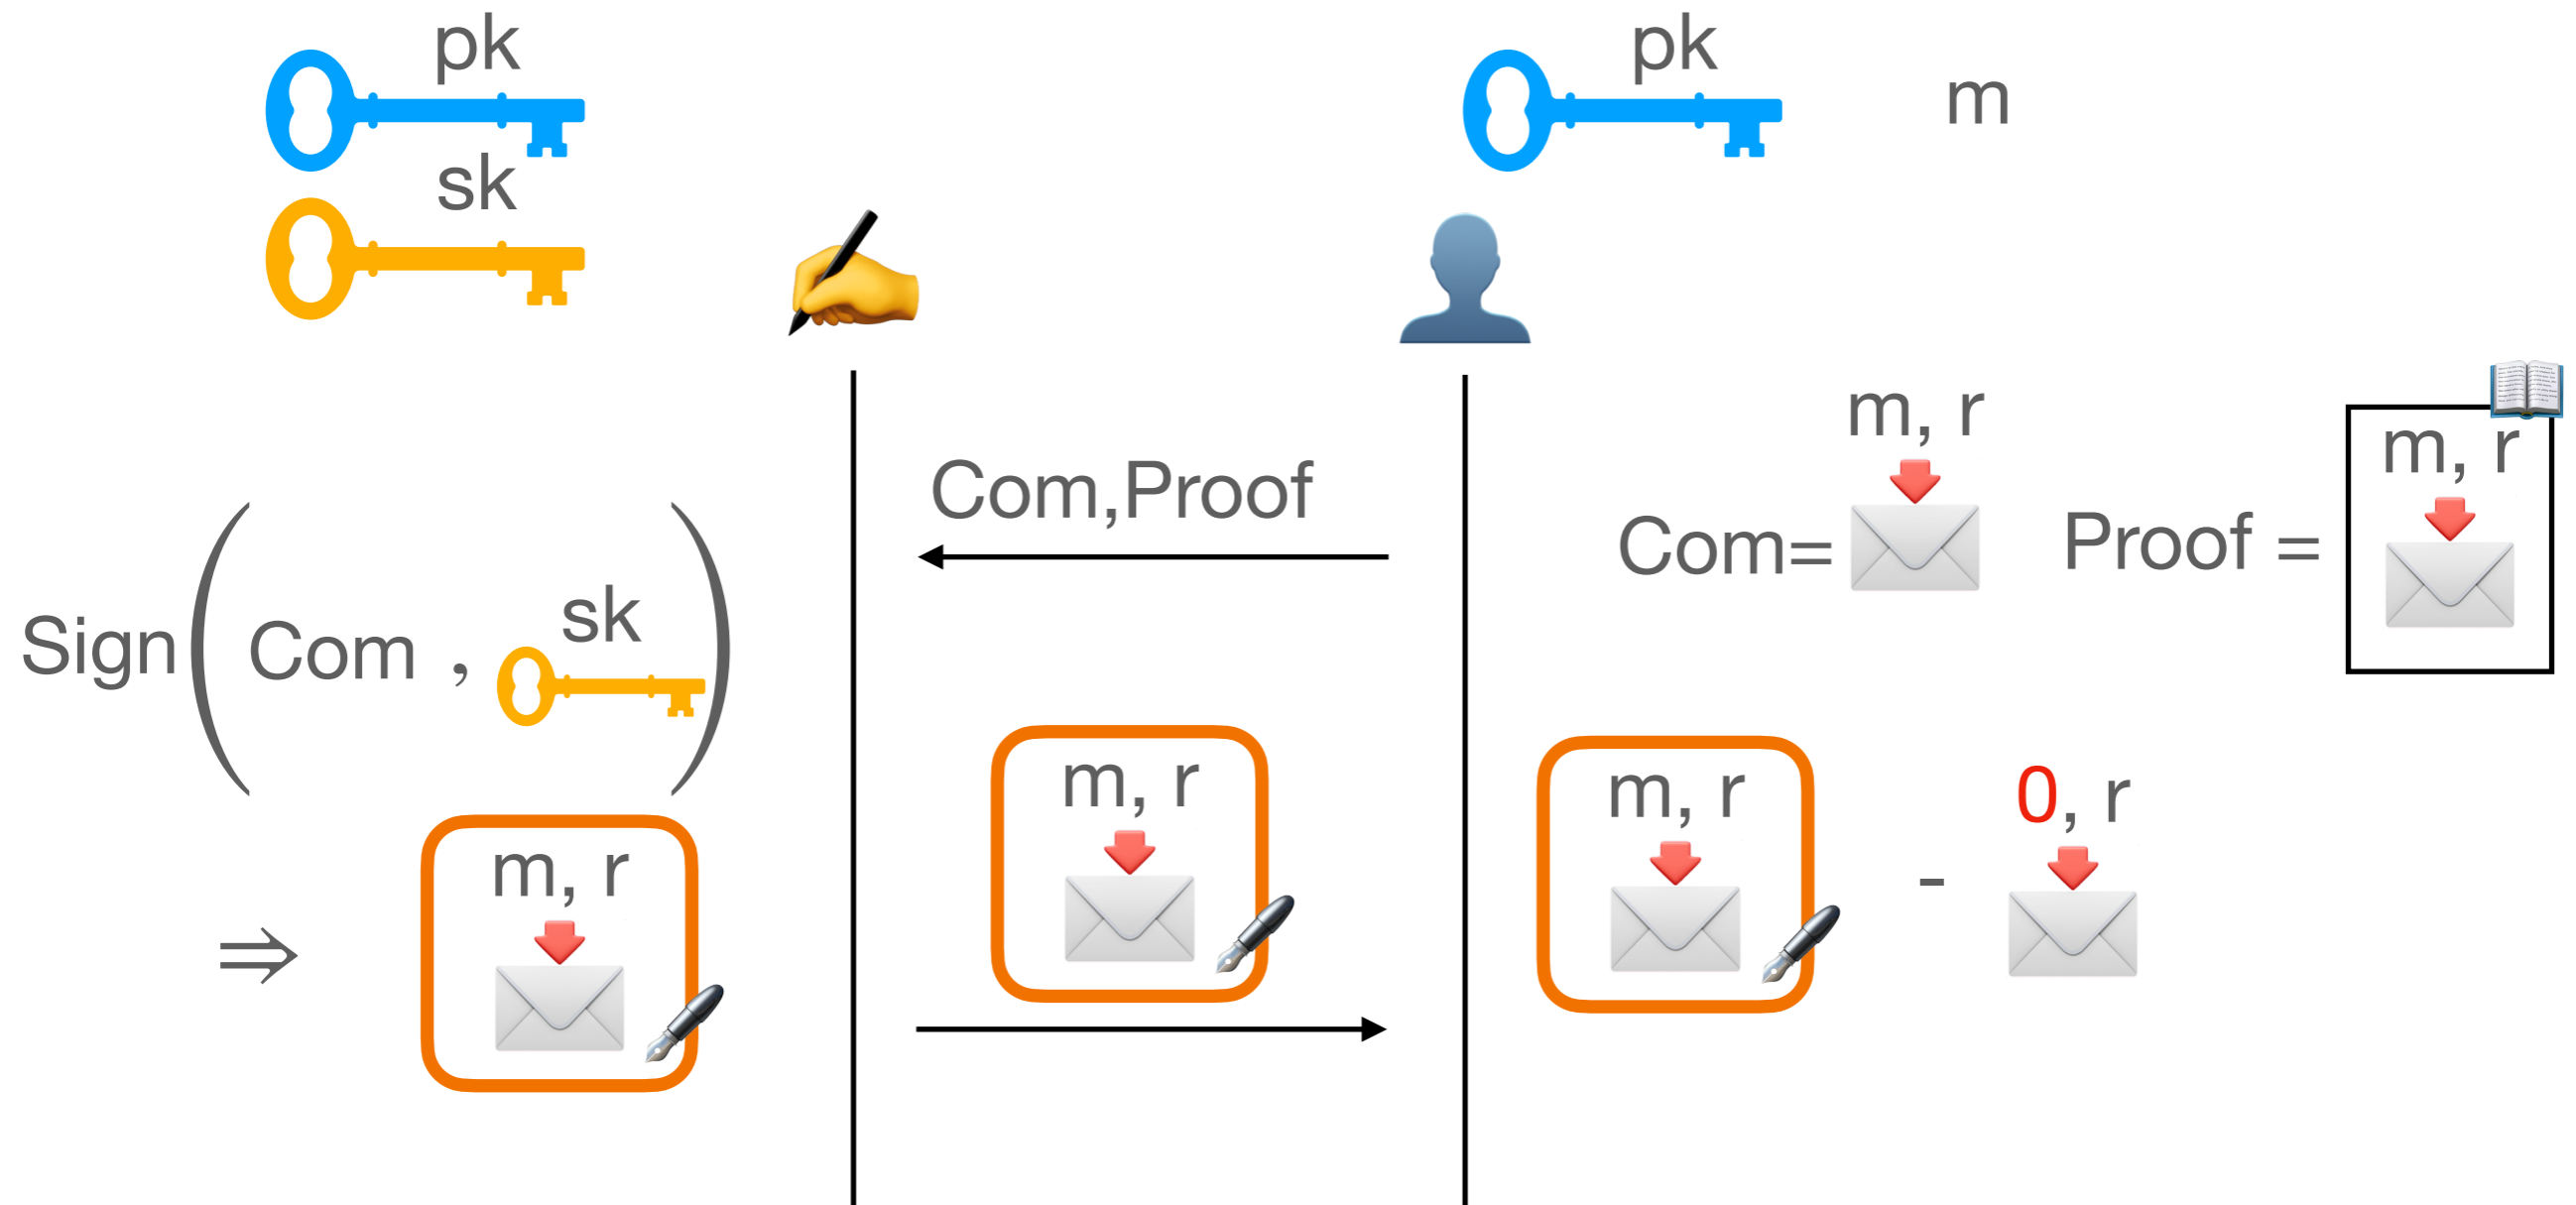 pk
sk
pk
m
Com,Proof
m, r
Com=
Proof =
m, r
Sign( Com , sk )
⇒
m, r
m, r
m, r
-
0, r